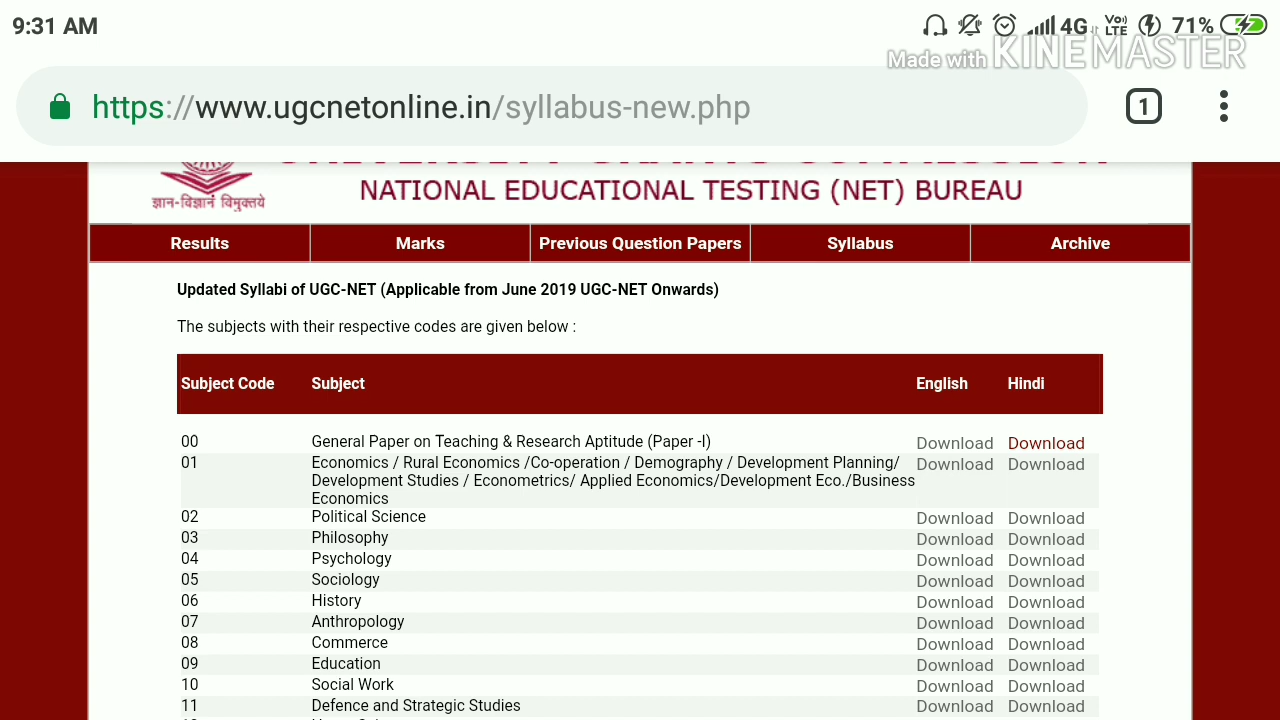 9:31 AM
4G
Vo))
LTE
71%
Made with KINEMASTER
https://www.ugcnetonline.in/syllabus-new.php
1
UNIVERSITY GRANTS COMMISSION
NATIONAL EDUCATIONAL TESTING (NET) BUREAU
ज्ञान-विज्ञानं विमुक्तये
Results Marks Previous Question Papers Syllabus Archive
Updated Syllabi of UGC-NET (Applicable from June 2019 UGC-NET Onwards)
The subjects with their respective codes are given below :
Subject Code Subject English Hindi
00 General Paper on Teaching & Research Aptitude (Paper -I) Download Download
01 Economics / Rural Economics /Co-operation / Demography / Development Planning/ Download Download
Development Studies / Econometrics/ Applied Economics/Development Eco./Business
Economics
02 Political Science Download Download
03 Philosophy Download Download
04 Psychology Download Download
05 Sociology Download Download
06 History Download Download
07 Anthropology Download Download
08 Commerce Download Download
09 Education Download Download
10 Social Work Download Download
11 Defence and Strategic Studies Download Download